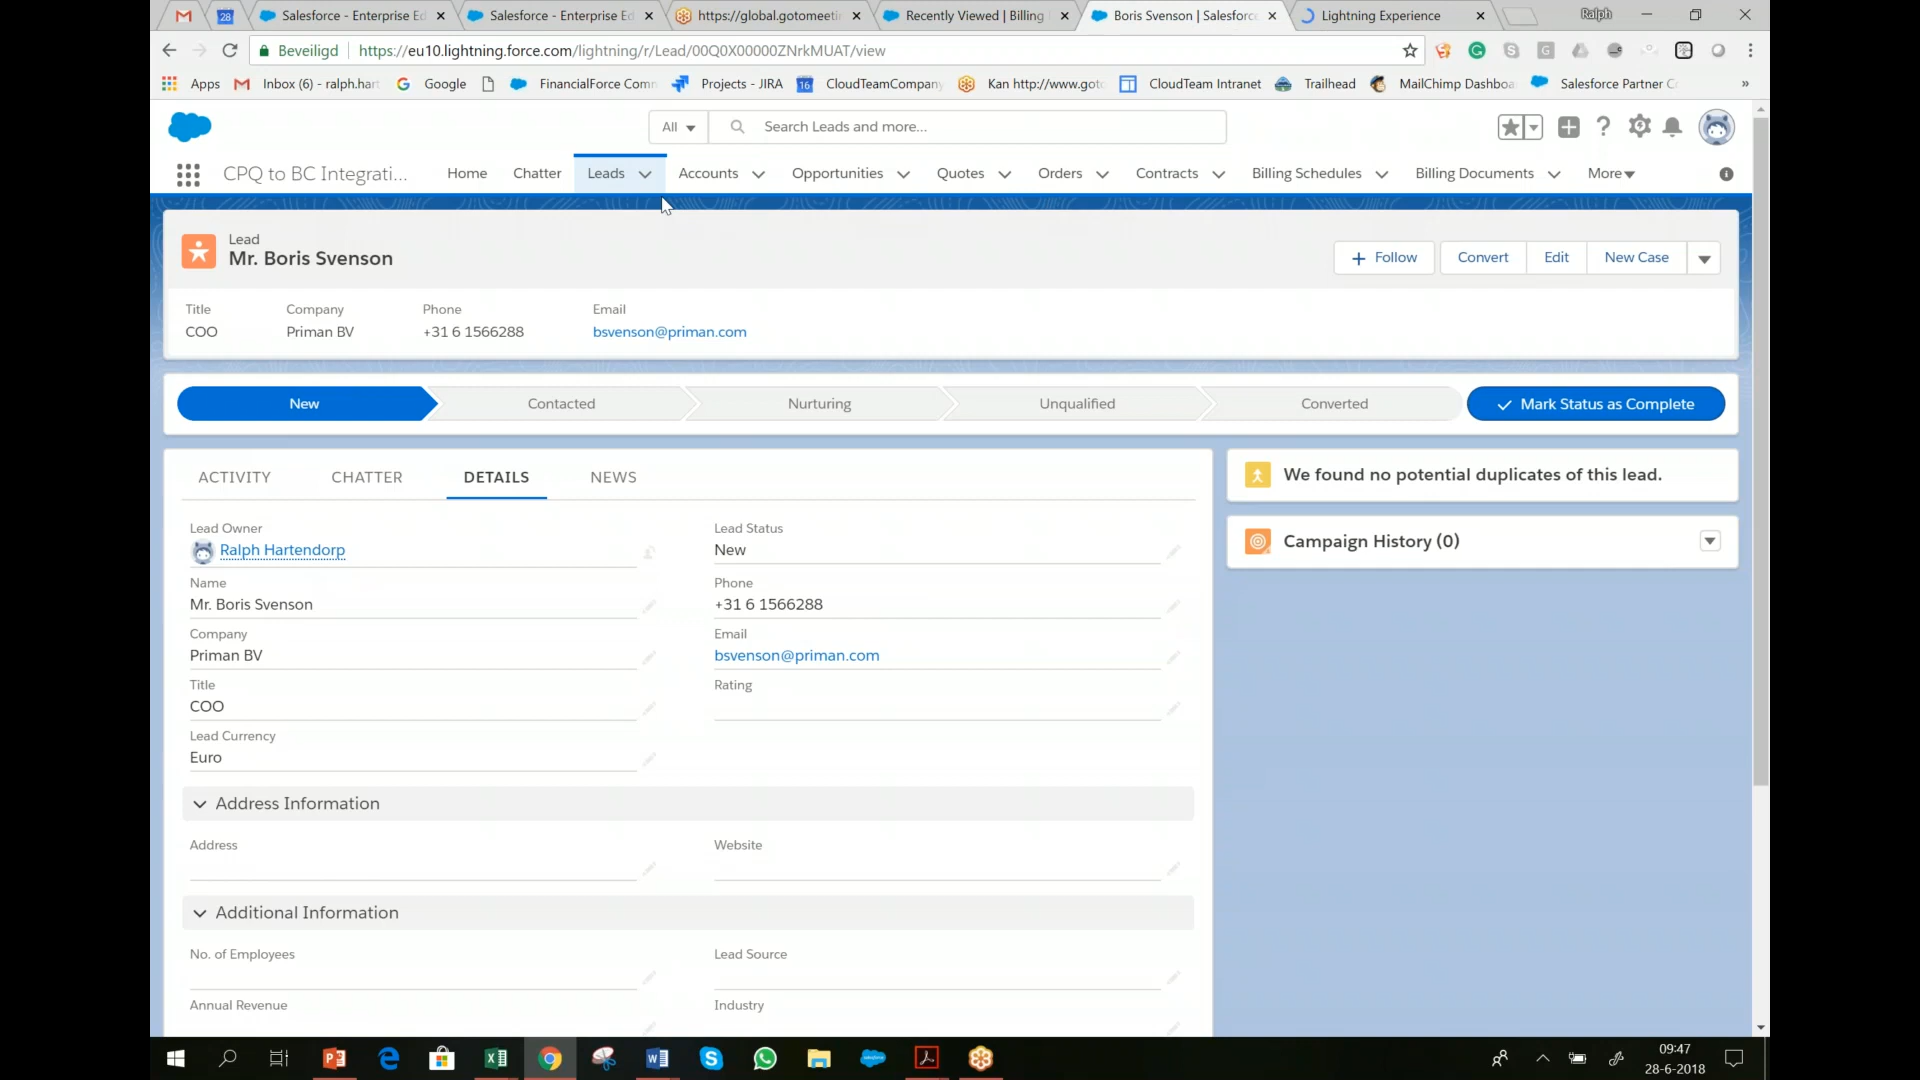 28 Salesforce - Enterprise Ed Salesforce - Enterprise Ed https://global.gotomeeti Recently Viewed | Billing Boris Svenson | Salesforce Lightning Experience Ralph
Beveiligd https://eu10.lightning.force.com/lightning/r/Lead/00Q0X00000ZNrkMUAT/view
Apps Inbox (6) - ralph.hart Google FinancialForce Comm Projects - JIRA 16 CloudTeamCompany Kan http://www.goto CloudTeam Intranet Trailhead MailChimp Dashboa Salesforce Partner C »
All Search Leads and more...
CPQ to BC Integrati... Home Chatter Leads Accounts Opportunities Quotes Orders Contracts Billing Schedules Billing Documents More
Lead
Mr. Boris Svenson
+ Follow Convert Edit New Case
Title Company Phone Email
COO Priman BV +31 6 1566288 bsvenson@priman.com
New Contacted Nurturing Unqualified Converted Mark Status as Complete
ACTIVITY CHATTER DETAILS NEWS
We found no potential duplicates of this lead.
Campaign History (0)
Lead Owner Lead Status
Ralph Hartendorp New
Name Phone
Mr. Boris Svenson +31 6 1566288
Company Email
Priman BV bsvenson@priman.com
Title Rating
COO
Lead Currency
Euro
Address Information
Address Website
Additional Information
No. of Employees Lead Source
Annual Revenue Industry
09:47
28-6-2018